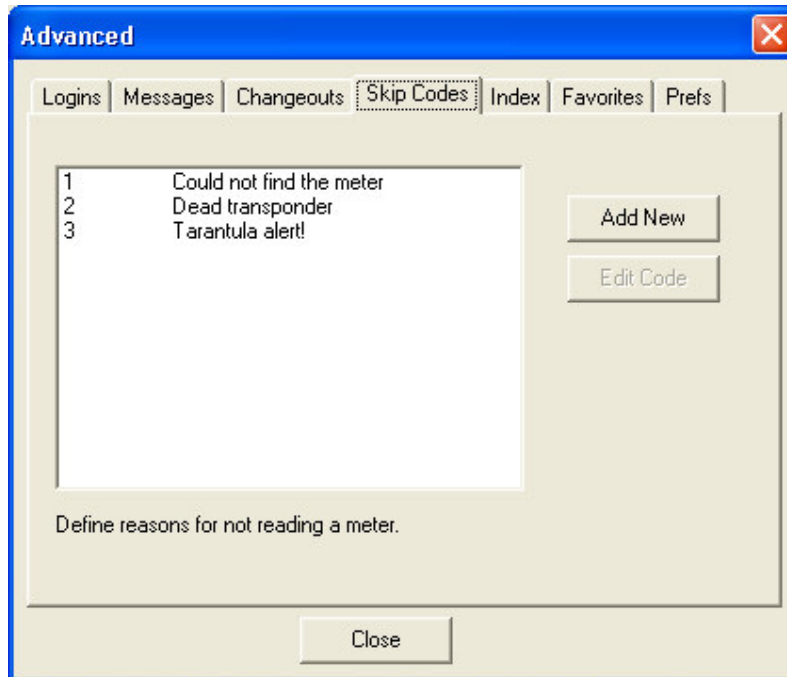 Advanced
Logins Messages Changeouts Skip Codes Index Favorites Prefs
1 Could not find the meter
2 Dead transponder
3 Tarantula alert!
Add New
Edit Code
Define reasons for not reading a meter.
Close